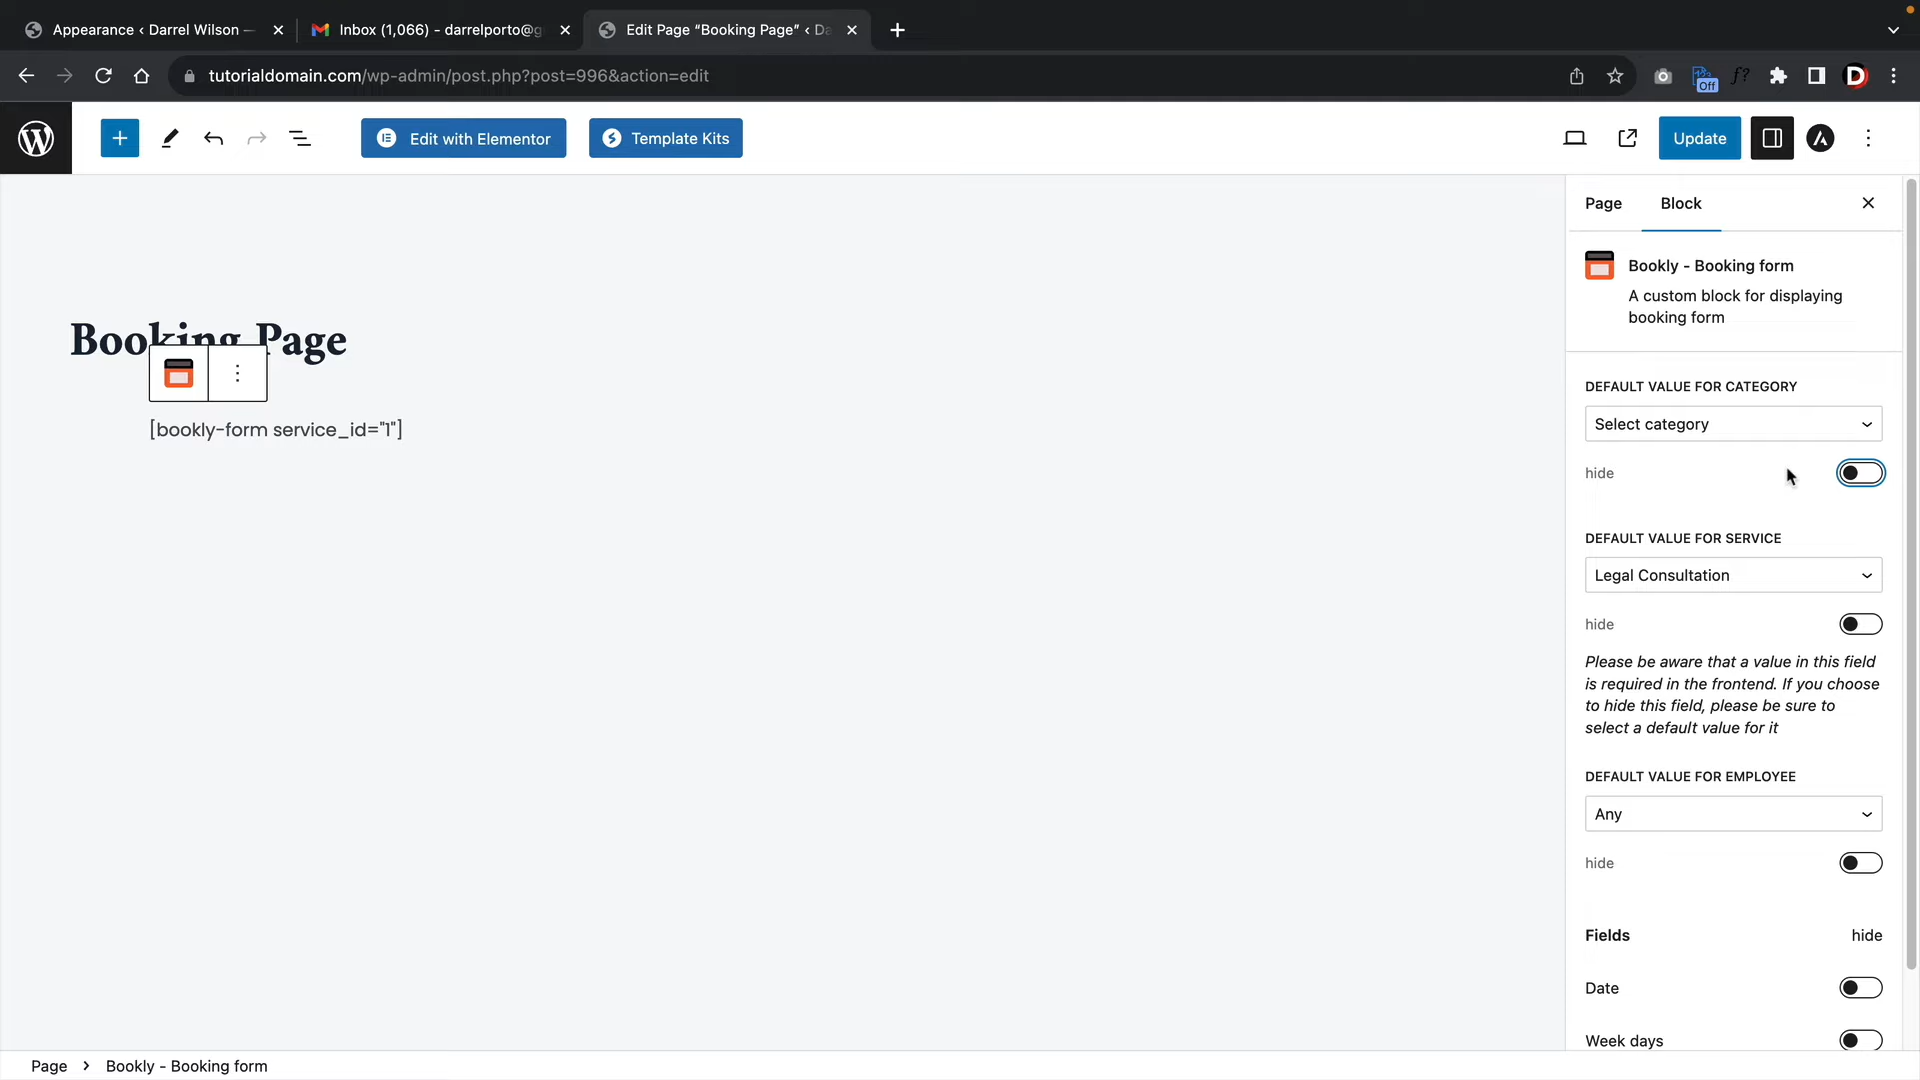 Appearance ‹ Darrel Wilson —
Inbox (1,066) - darrelporto@g
Edit Page “Booking Page” ‹ Da
tutorialdomain.com/wp-admin/post.php?post=996&action=edit
Off
f?
D
Edit with Elementor
Template Kits
Update
Page
Block
Bookly - Booking form
A custom block for displaying
booking form
Booking Page
[bookly-form service_id="1"]
DEFAULT VALUE FOR CATEGORY
Select category
hide
DEFAULT VALUE FOR SERVICE
Legal Consultation
hide
Please be aware that a value in this field
is required in the frontend. If you choose
to hide this field, please be sure to
select a default value for it
DEFAULT VALUE FOR EMPLOYEE
Any
hide
Fields hide
Date
Week days
Page › Bookly - Booking form